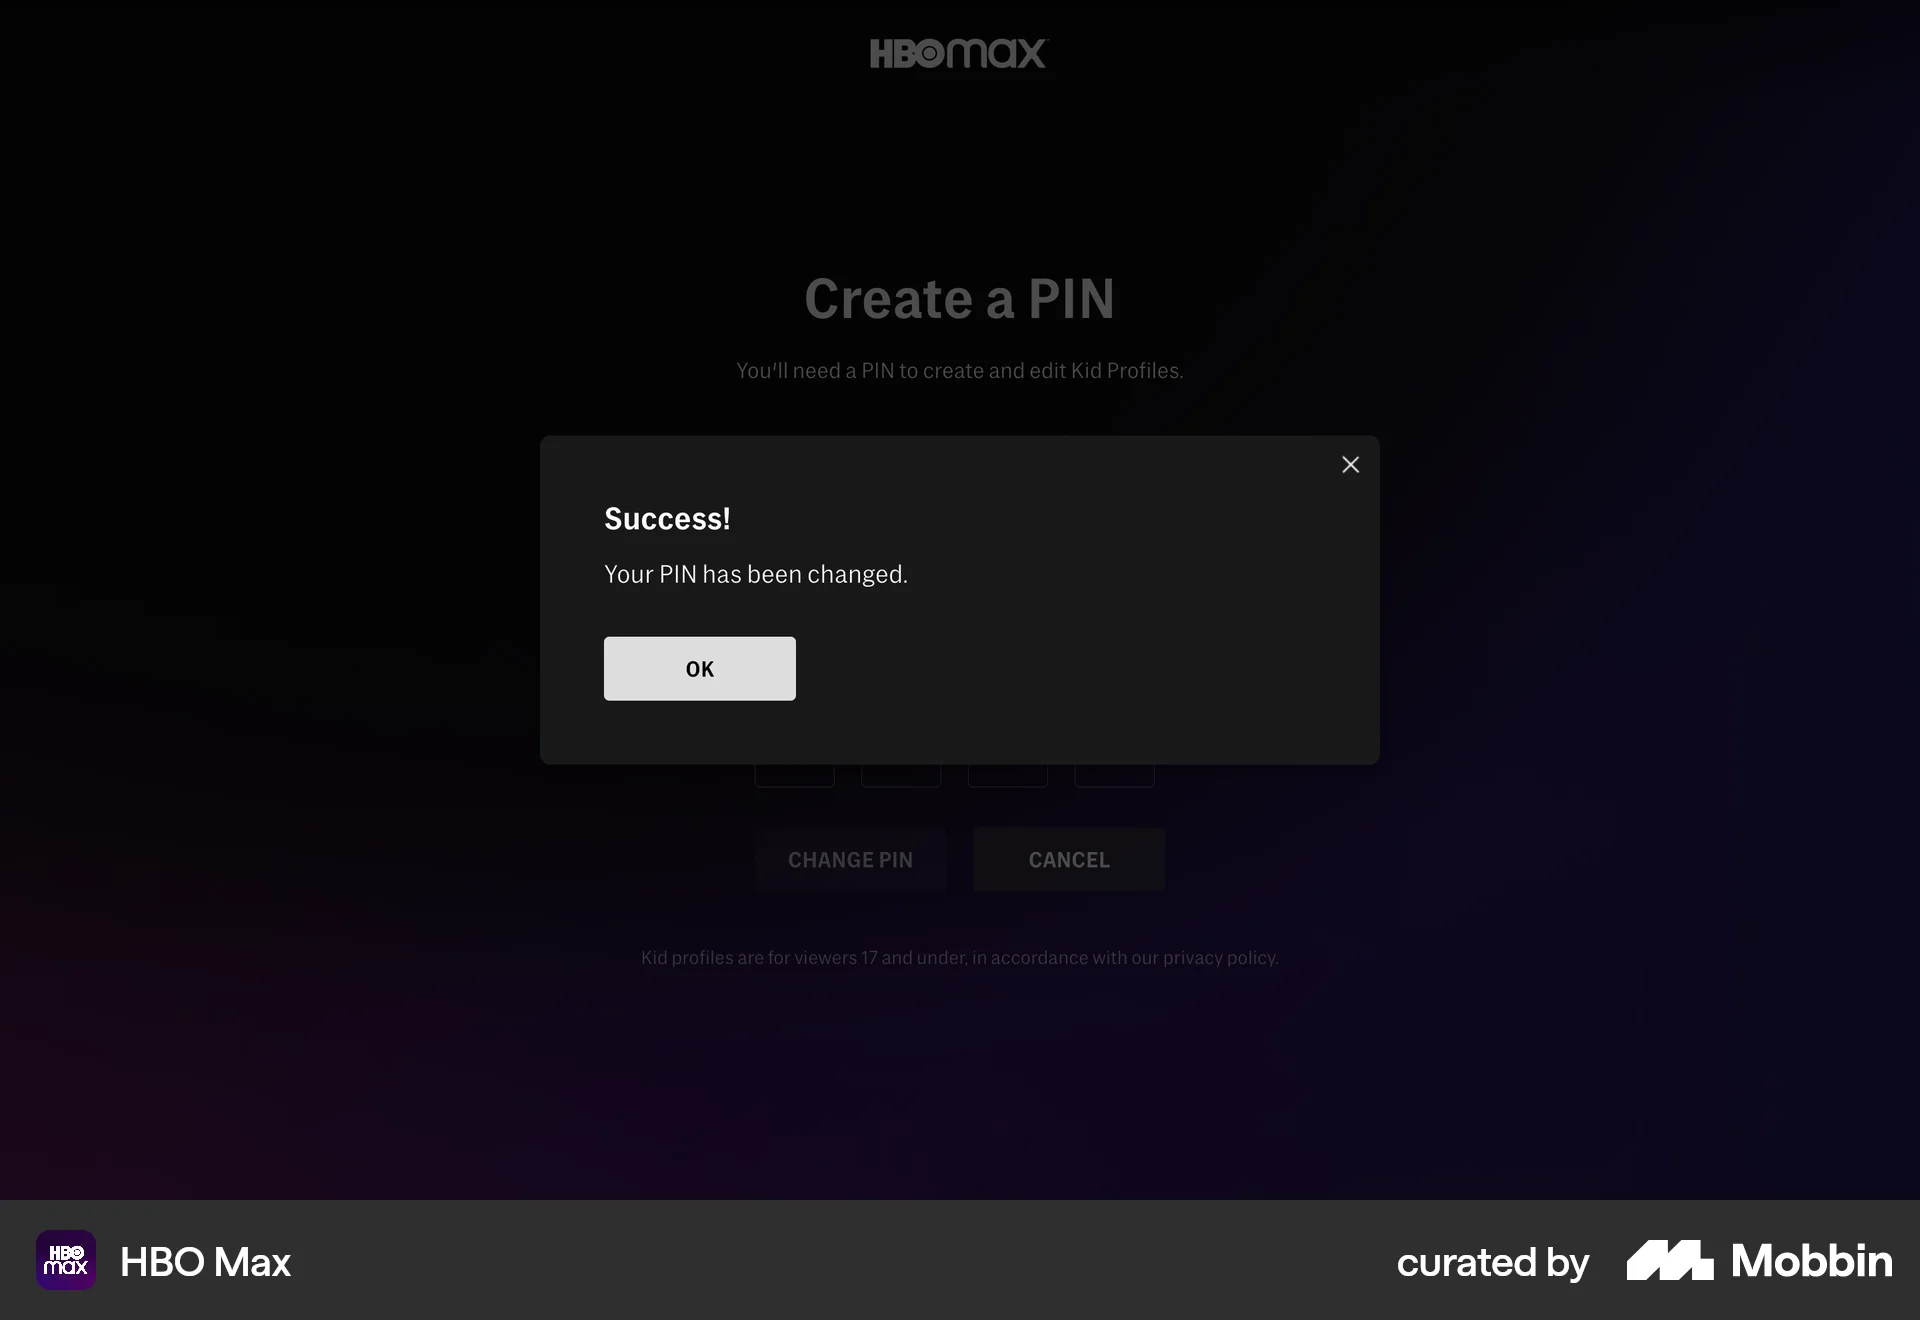 HBOmax
Create a PIN
You'll need a PIN to create and edit Kid Profiles.
Success!
Your PIN has been changed.
OK
CHANGE PIN
CANCEL
Kid profiles are for viewers 17 and under, in accordance with our privacy policy.
HBO
max
HBO Max
curated by
Mobbin